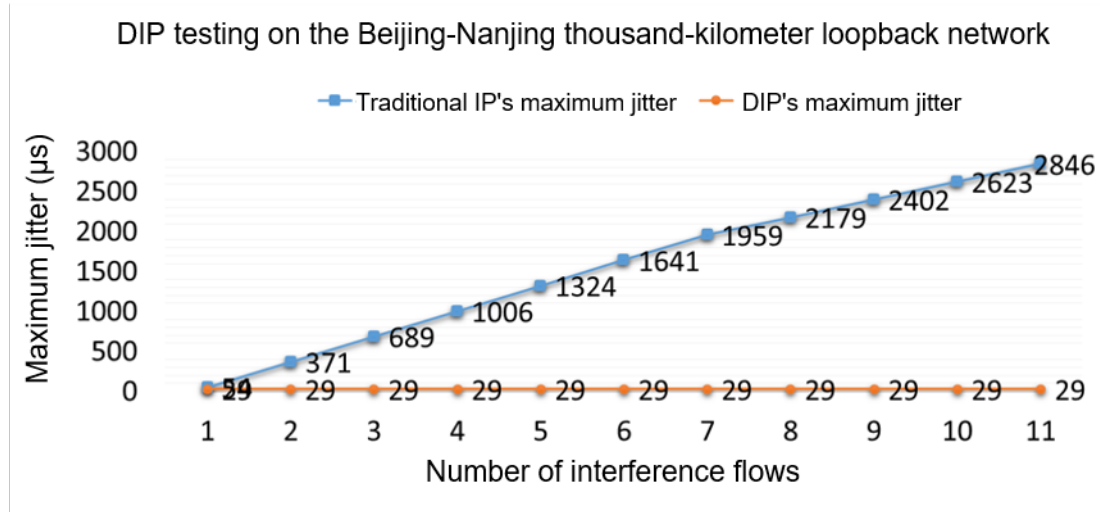 DIP testing on the Beijing-Nanjing thousand-kilometer loopback network
Traditional IP's maximum jitter DIP's maximum jitter
Maximum jitter (μs)
3000
2500
2000
1500
1000
500
0
371 689 1006 1324 1641 1959 2179 2402 2623 2846
29 29 29 29 29 29 29 29 29 29
1 2 3 4 5 6 7 8 9 10 11
Number of interference flows